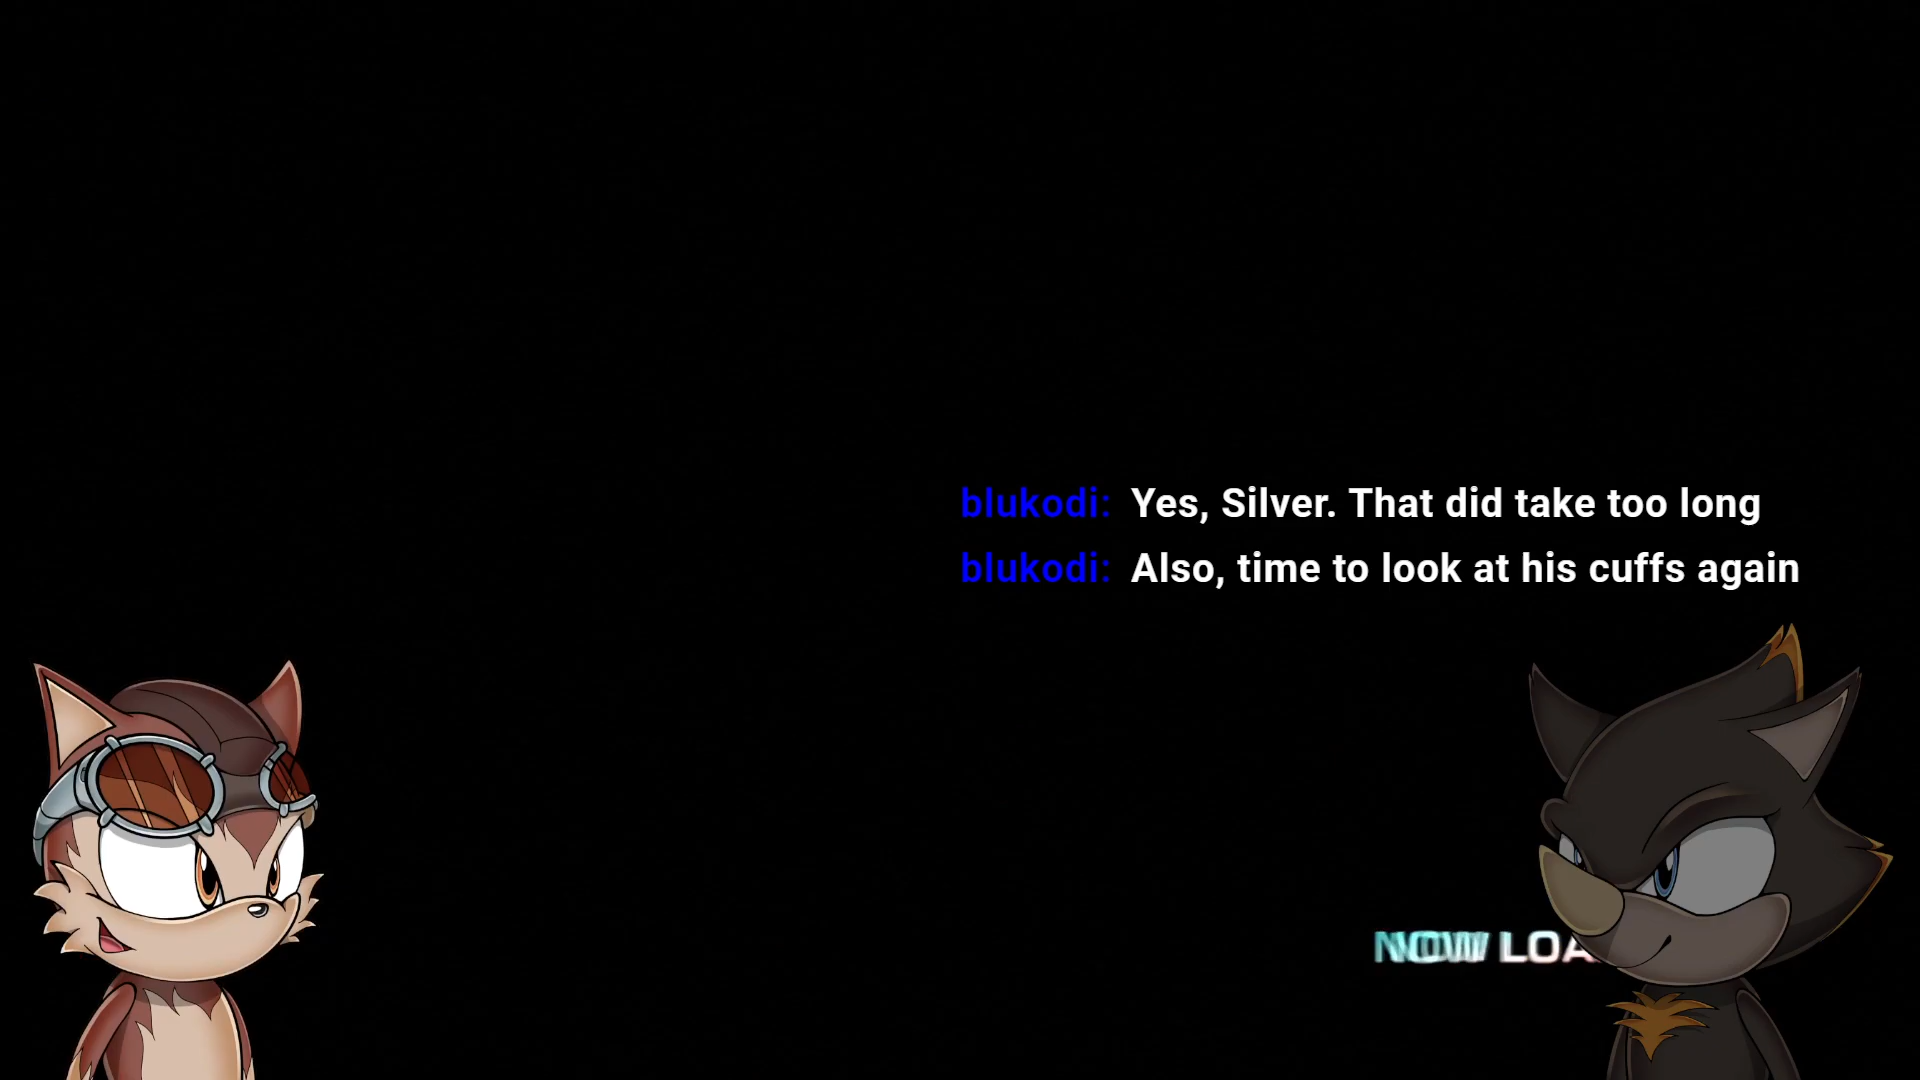 blukodi: Yes, Silver. That did take too long
blukodi: Also, time to look at his cuffs again
NOW LOA